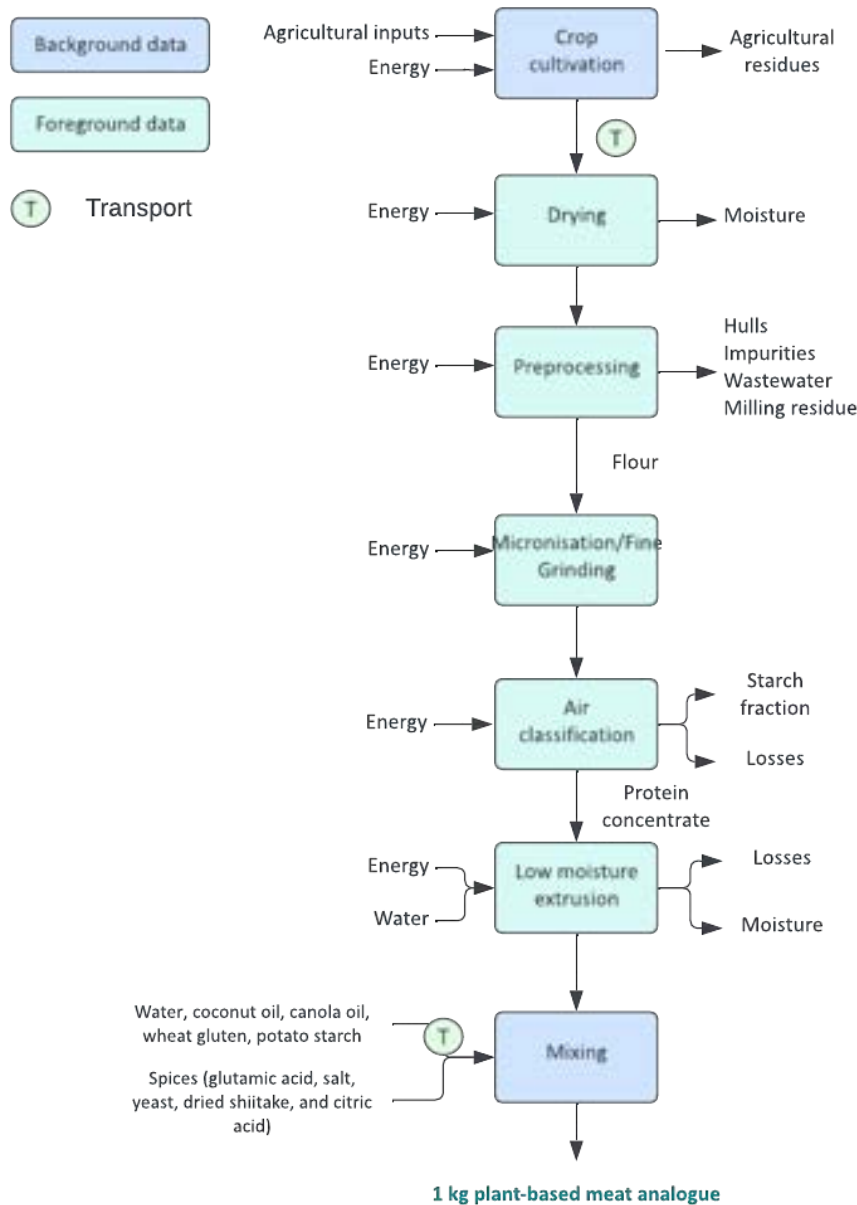 Background data
Foreground data
T
Transport
Agricultural inputs
Energy
Crop
cultivation
Agricultural
residues
T
Energy
Drying
Moisture
Energy
Preprocessing
Hulls
Impurities
Wastewater
Milling residue
Flour
Energy
Micronisation/Fine
Grinding
Energy
Air
classification
Starch
fraction
Losses
Protein
concentrate
Energy
Water
Low moisture
extrusion
Losses
Moisture
Water, coconut oil, canola oil,
wheat gluten, potato starch
T
Spices (glutamic acid, salt,
yeast, dried shiitake, and citric
acid)
Mixing
1 kg plant-based meat analogue